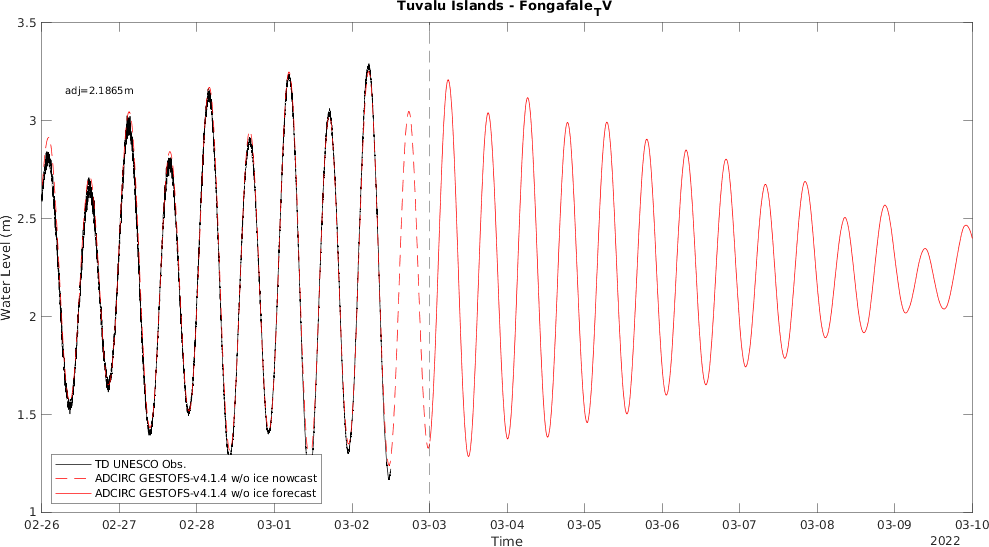 Tuvalu Islands - Fongafale_TV
adj=2.1865m
3.5
3
2.5
2
1.5
1
Water Level (m)
TD UNESCO Obs.
ADCIRC GESTOFS-v4.1.4 w/o ice nowcast
ADCIRC GESTOFS-v4.1.4 w/o ice forecast
02-26 02-27 02-28 03-01 03-02 03-03 03-04 03-05 03-06 03-07 03-08 03-09 03-10
Time
2022